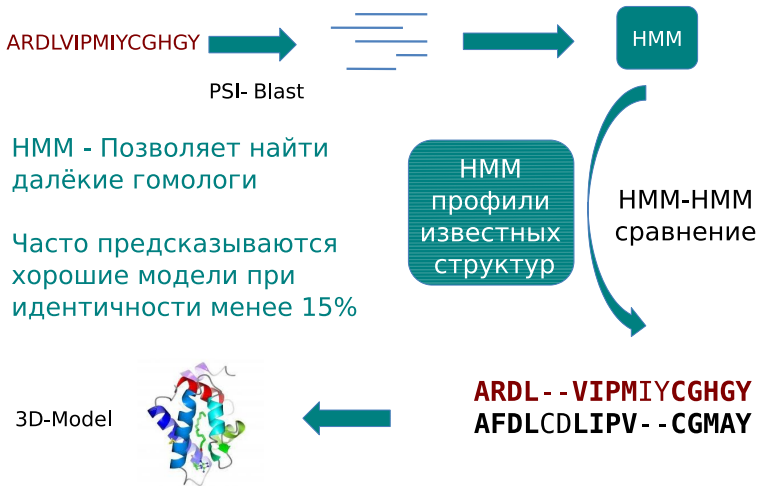 ARDLVIPMIYCGHGY
PSI- Blast
HMM
HMM - Позволяет найти
далёкие гомологи
Часто предсказываются
хорошие модели при
идентичности менее 15%
HMM
профили
известных
структур
HMM-HMM
сравнение
ARDL--VIPMIYCGHGY
AFDLCDLIPV--CGMAY
3D-Model